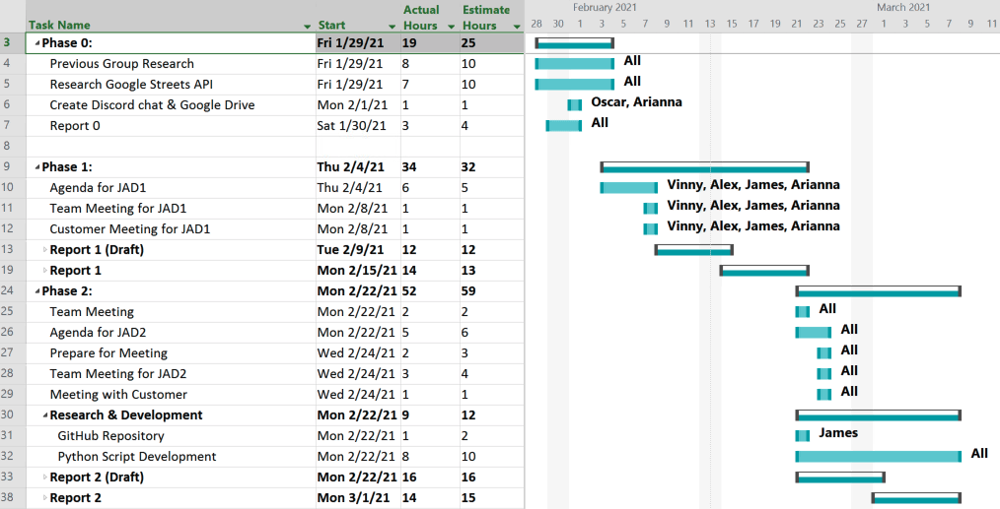 Actual Estimate February 2021 March 2021
Task Name Start Hours Hours 28 30 1 3 5 7 9 11 13 15 17 19 21 23 25 27 1 3 5 7 9 11
3 Phase 0: Fri 1/29/21 19 25
4 Previous Group Research Fri 1/29/21 8 10 All
5 Research Google Streets API Fri 1/29/21 7 10 All
6 Create Discord chat & Google Drive Mon 2/1/21 1 1 Oscar, Arianna
7 Report 0 Sat 1/30/21 3 4 All
8
9 Phase 1: Thu 2/4/21 34 32
10 Agenda for JAD1 Thu 2/4/21 6 5 Vinny, Alex, James, Arianna
11 Team Meeting for JAD1 Mon 2/8/21 1 1 Vinny, Alex, James, Arianna
12 Customer Meeting for JAD1 Mon 2/8/21 1 1 Vinny, Alex, James, Arianna
13 Report 1 (Draft) Tue 2/9/21 12 12
19 Report 1 Mon 2/15/21 14 13
24 Phase 2: Mon 2/22/21 52 59
25 Team Meeting Mon 2/22/21 2 2 All
26 Agenda for JAD2 Mon 2/22/21 5 6 All
27 Prepare for Meeting Wed 2/24/21 2 3 All
28 Team Meeting for JAD2 Wed 2/24/21 3 4 All
29 Meeting with Customer Wed 2/24/21 1 1 All
30 Research & Development Mon 2/22/21 9 12
31 GitHub Repository Mon 2/22/21 1 2 James
32 Python Script Development Mon 2/22/21 8 10 All
33 Report 2 (Draft) Mon 2/22/21 16 16
38 Report 2 Mon 3/1/21 14 15